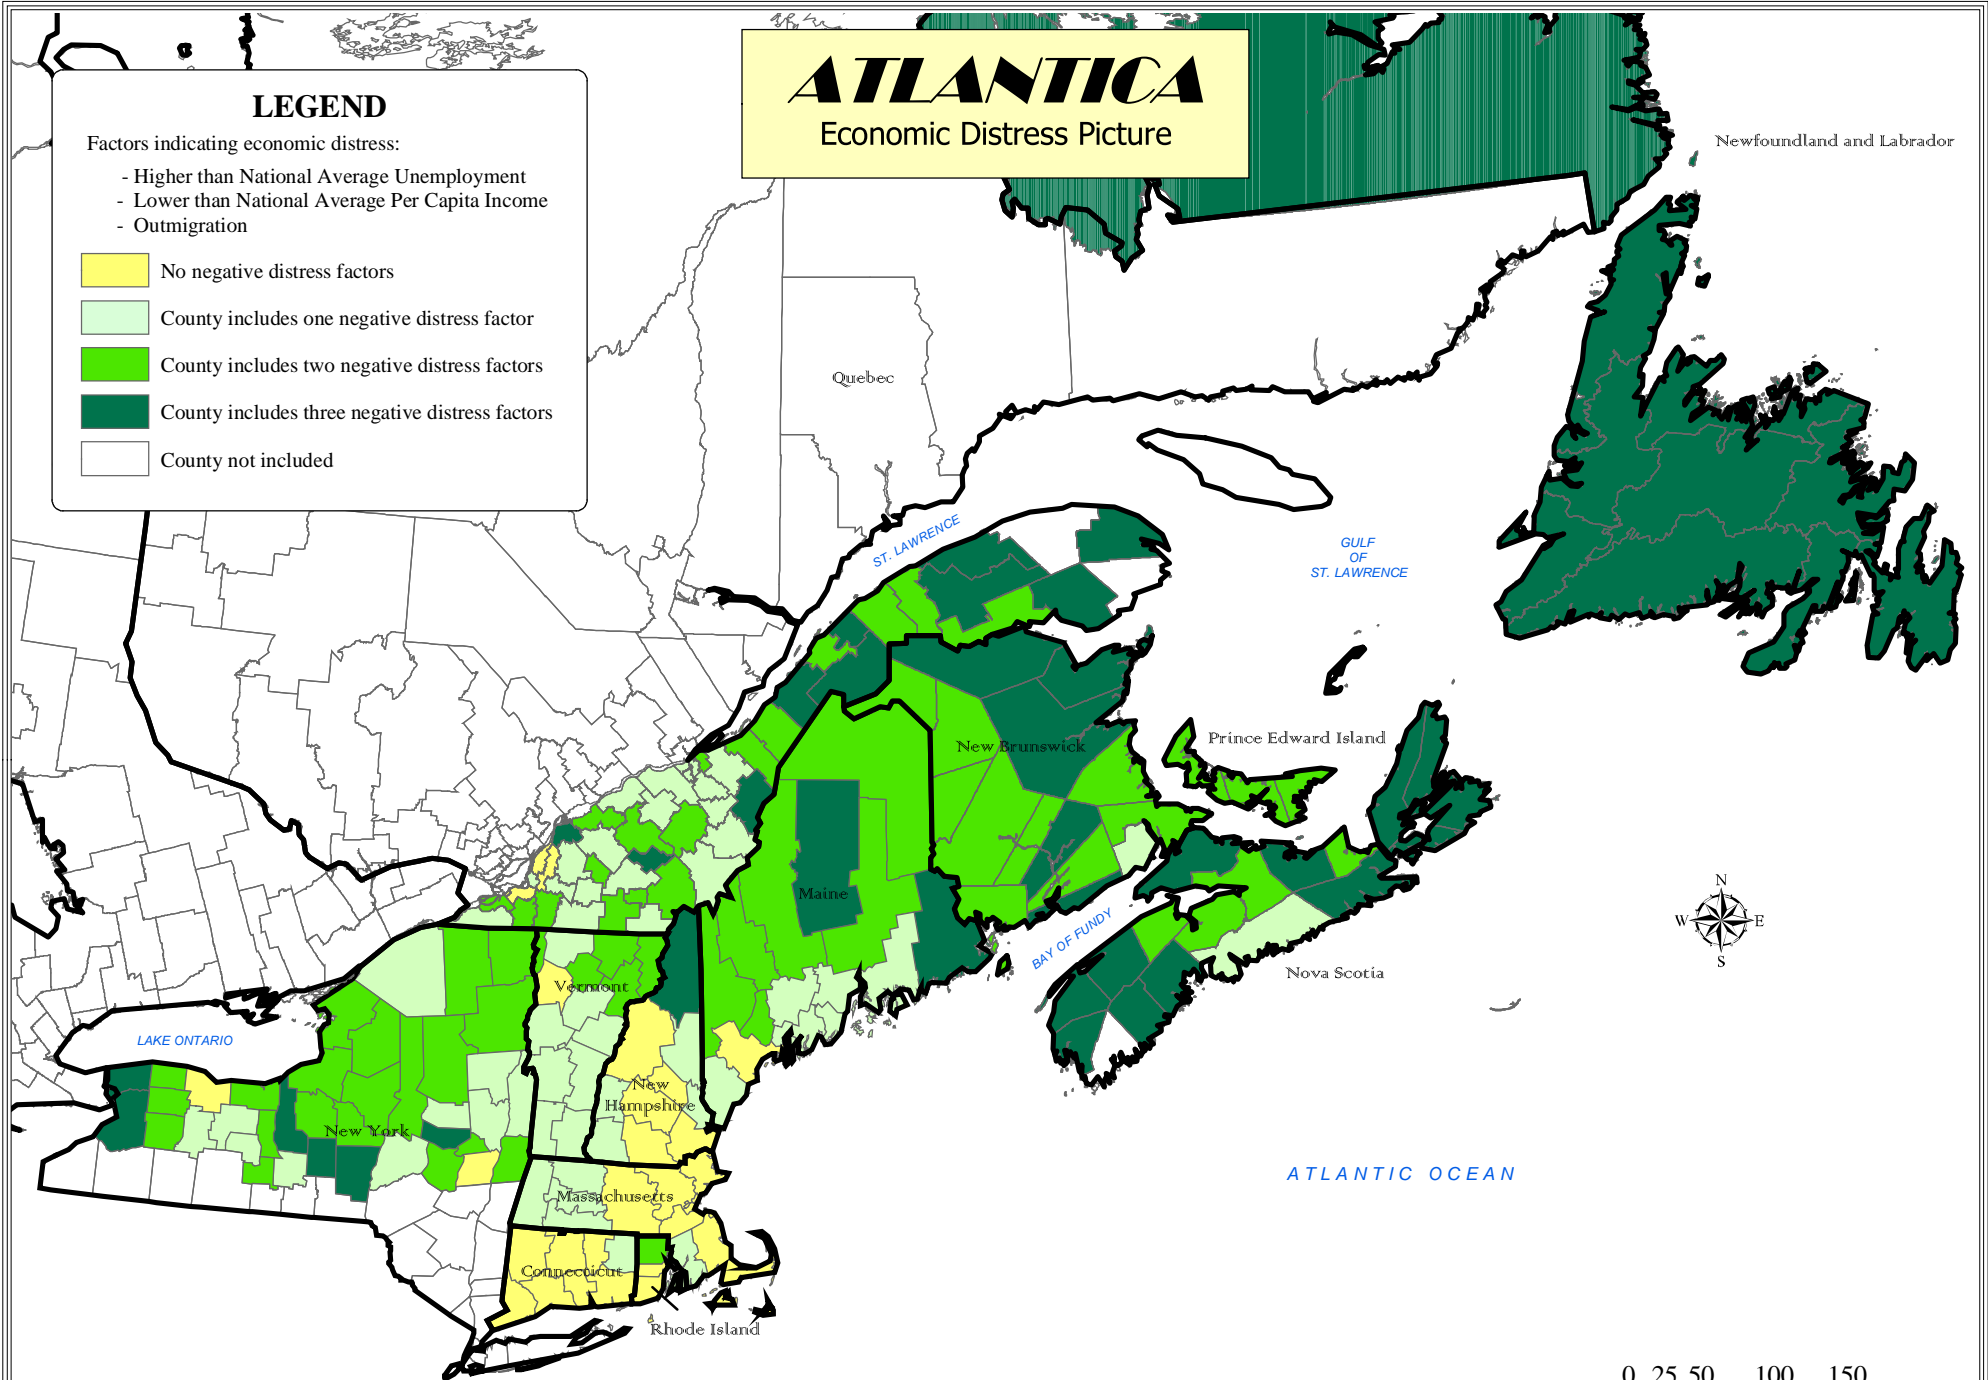 ATLANTICA
Economic Distress Picture
LEGEND
Factors indicating economic distress:
- Higher than National Average Unemployment
- Lower than National Average Per Capita Income
- Outmigration
No negative distress factors
County includes one negative distress factor
County includes two negative distress factors
County includes three negative distress factors
County not included
Newfoundland and Labrador
Quebec
ST. LAWRENCE
GULF
OF
ST. LAWRENCE
New Brunswick
Prince Edward Island
Maine
BAY OF FUNDY
Nova Scotia
N
W
E
S
Vermont
LAKE ONTARIO
New
Hampshire
New York
ATLANTIC OCEAN
Massachusetts
Connecticut
Rhode Island
0 25 50 100 150